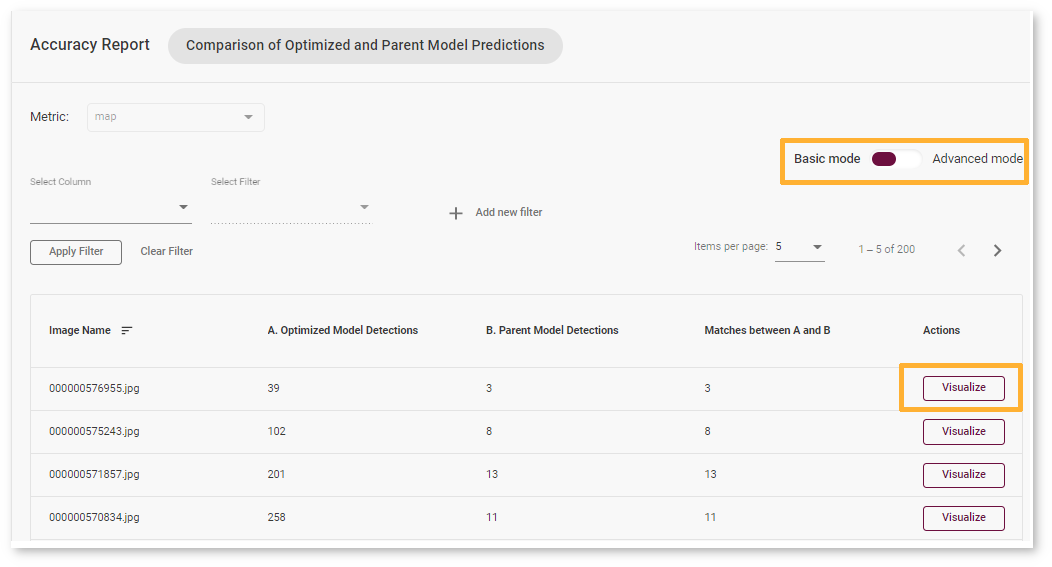 Accuracy Report Comparison of Optimized and Parent Model Predictions
Metric: map
Basic mode Advanced mode
Select Column Select Filter
Add new filter
Apply Filter Clear Filter Items per page: 5 1 – 5 of 200
Image Name A. Optimized Model Detections B. Parent Model Detections Matches between A and B Actions
000000576955.jpg 39 3 3 Visualize
000000575243.jpg 102 8 8 Visualize
000000571857.jpg 201 13 13 Visualize
000000570834.jpg 258 11 11 Visualize